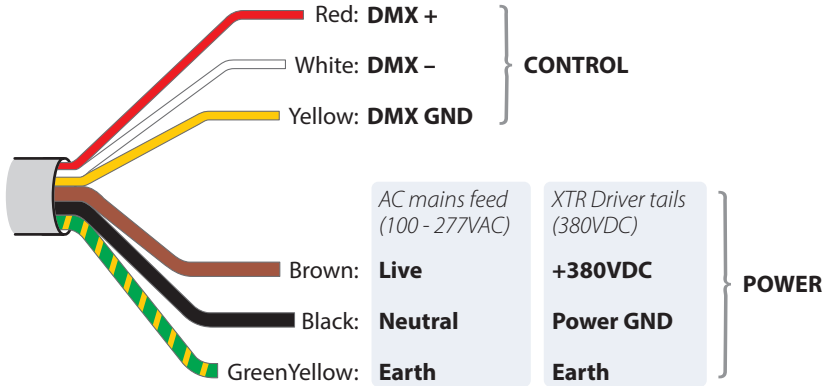 Red: DMX +
White: DMX –
Yellow: DMX GND
CONTROL
AC mains feed
(100 - 277VAC)
XTR Driver tails
(380VDC)
Brown: Live +380VDC
Black: Neutral Power GND
GreenYellow: Earth Earth
POWER